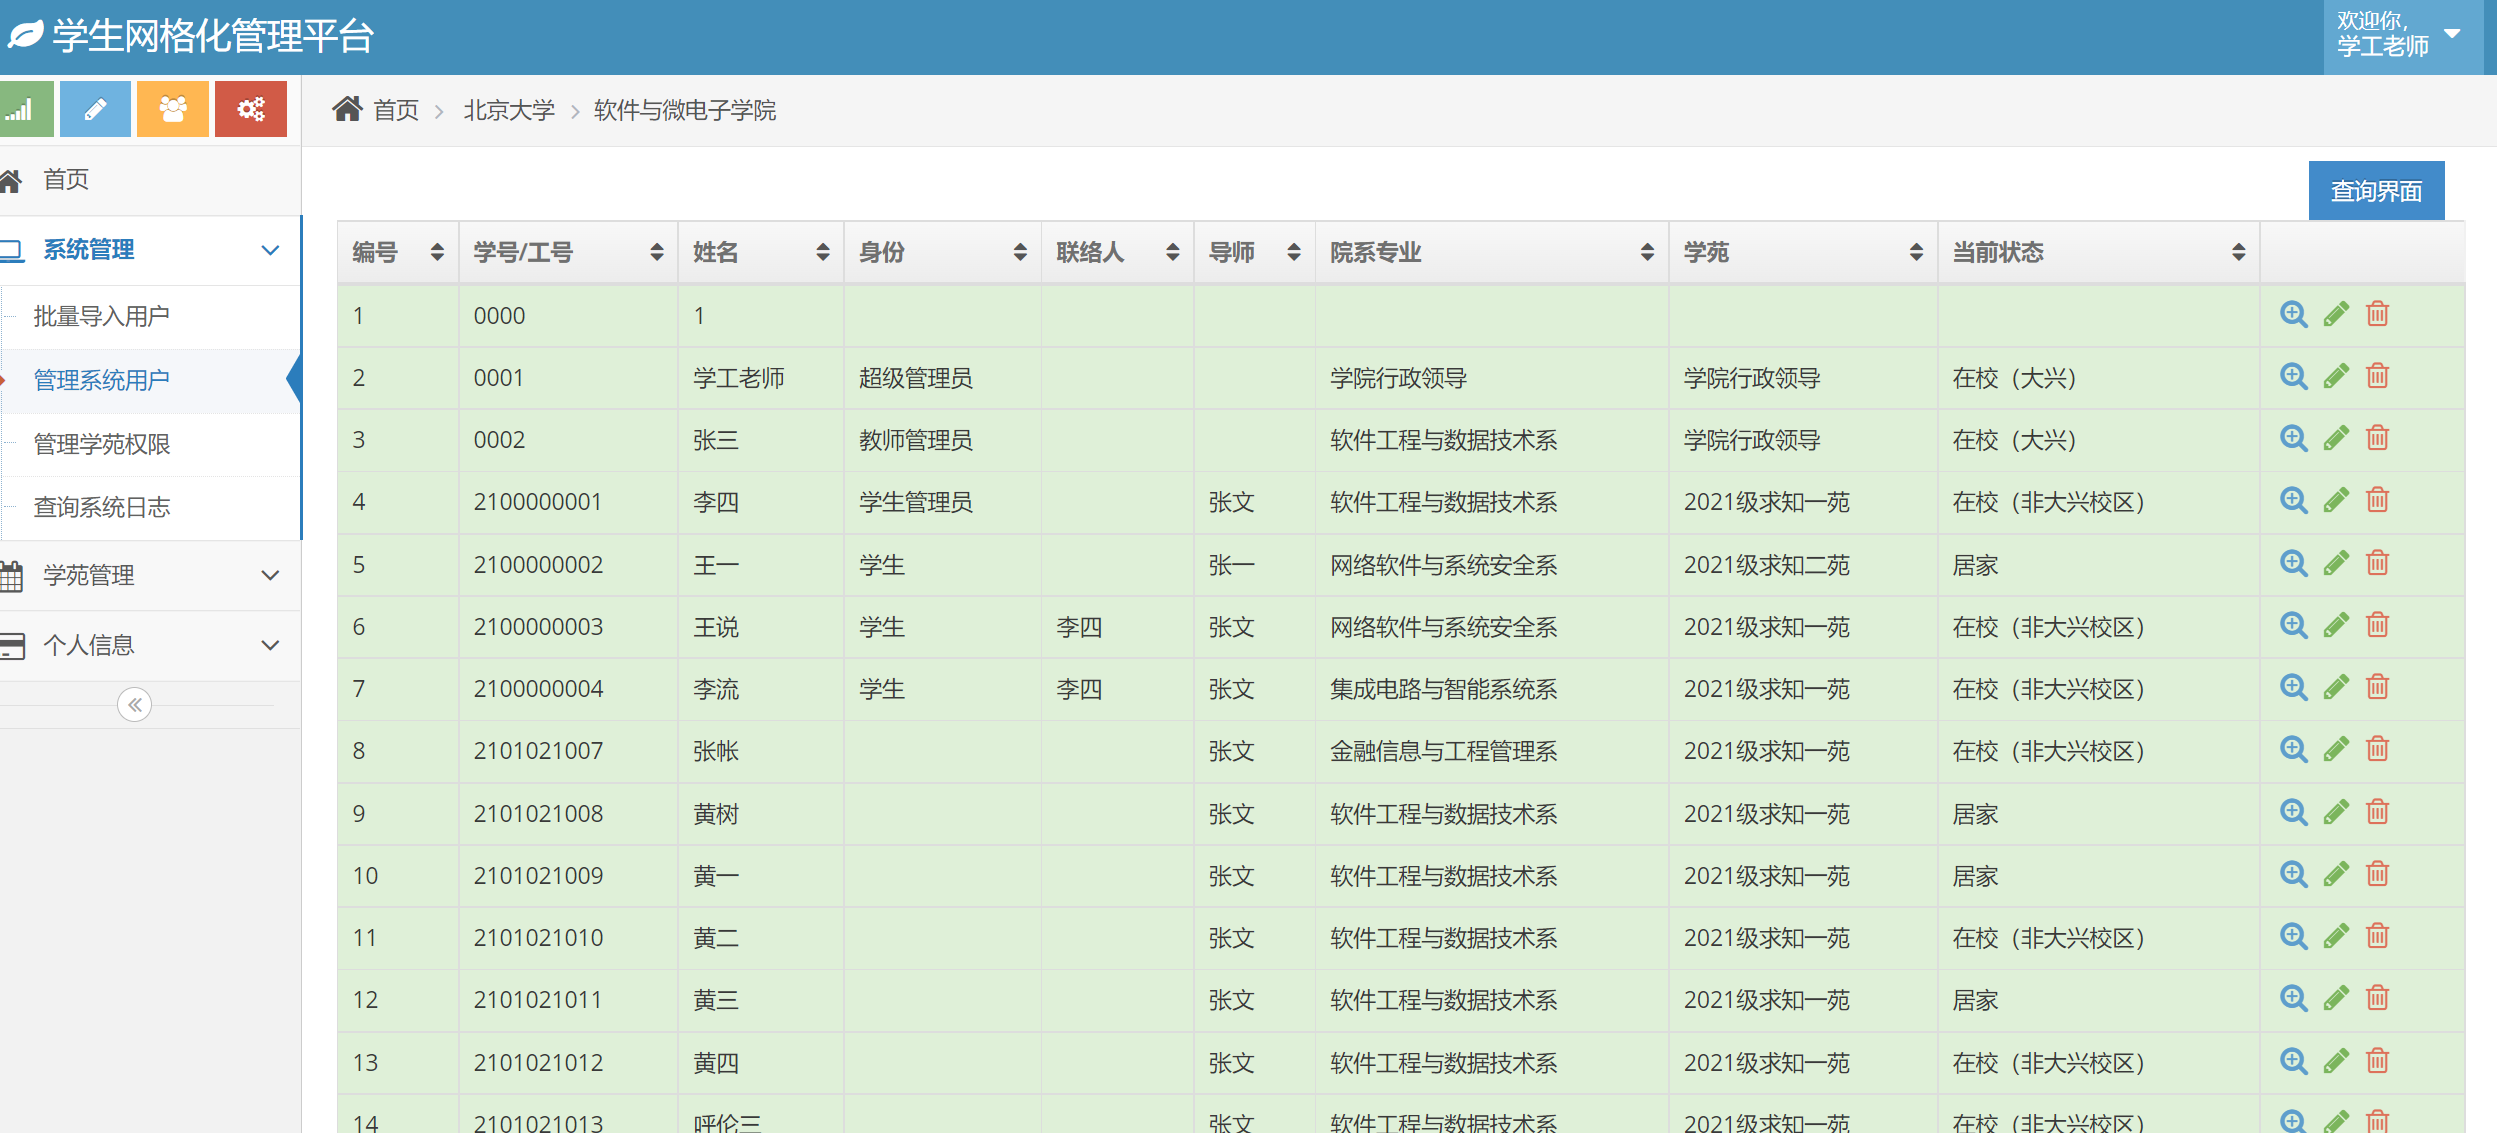 学生网格化管理平台
欢迎你,
学工老师
首页 北京大学 软件与微电子学院
首页
系统管理
批量导入用户
管理系统用户
管理学苑权限
查询系统日志
学苑管理
个人信息
查询界面
编号 学号/工号 姓名 身份 联络人 导师 院系专业 学苑 当前状态
1 0000 1
2 0001 学工老师 超级管理员 学院行政领导 学院行政领导 在校（大兴）
3 0002 张三 教师管理员 软件工程与数据技术系 学院行政领导 在校（大兴）
4 2100000001 李四 学生管理员 张文 软件工程与数据技术系 2021级求知一苑 在校（非大兴校区）
5 2100000002 王一 学生 张一 网络软件与系统安全系 2021级求知二苑 居家
6 2100000003 王说 学生 李四 张文 网络软件与系统安全系 2021级求知一苑 在校（非大兴校区）
7 2100000004 李流 学生 李四 张文 集成电路与智能系统系 2021级求知一苑 在校（非大兴校区）
8 2101021007 张帐 张文 金融信息与工程管理系 2021级求知一苑 在校（非大兴校区）
9 2101021008 黄树 张文 软件工程与数据技术系 2021级求知一苑 居家
10 2101021009 黄一 张文 软件工程与数据技术系 2021级求知一苑 居家
11 2101021010 黄二 张文 软件工程与数据技术系 2021级求知一苑 在校（非大兴校区）
12 2101021011 黄三 张文 软件工程与数据技术系 2021级求知一苑 居家
13 2101021012 黄四 张文 软件工程与数据技术系 2021级求知一苑 在校（非大兴校区）
14 2101021013 呼伦三 张文 软件工程与数据技术系 2021级求知一苑 在校（非大兴校区）